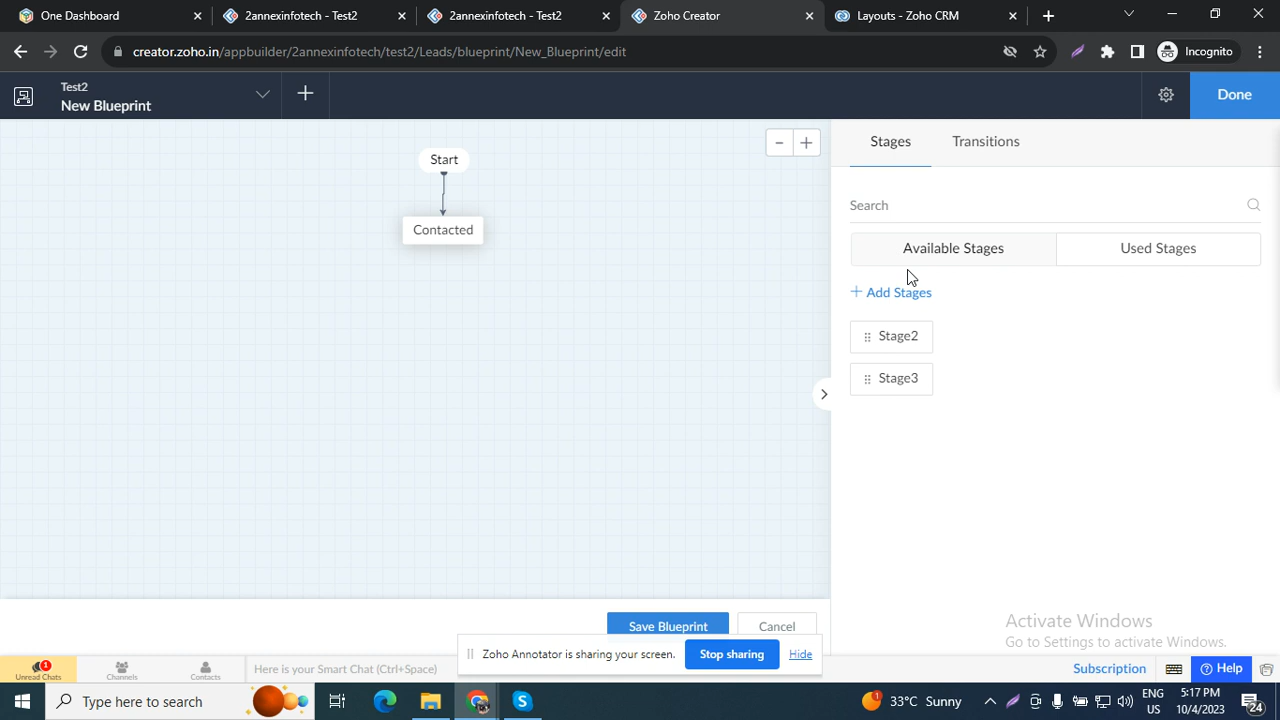 One Dashboard
2annexinfotech - Test2
2annexinfotech - Test2
Zoho Creator
Layouts - Zoho CRM
creator.zoho.in/appbuilder/2annexinfotech/test2/Leads/blueprint/New_Blueprint/edit
Incognito
Test2
New Blueprint
Done
Start
Contacted
Stages
Transitions
Search
Available Stages
Used Stages
+ Add Stages
Stage2
Stage3
Save Blueprint
Cancel
Activate Windows
Go to Settings to activate Windows.
Zoho Annotator is sharing your screen.
Stop sharing
Hide
1
Unread Chats
Channels
Contacts
Here is your Smart Chat (Ctrl+Space)
Subscription
Help
Type here to search
1
33°C Sunny
ENG
US
5:17 PM
10/4/2023
24